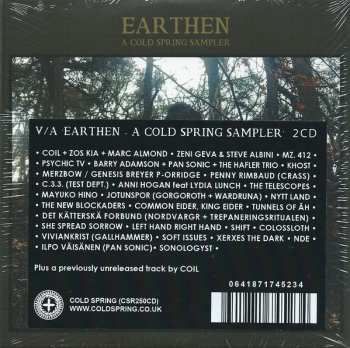 EARTHEN
A COLD SPRING SAMPLER
V/A EARTHEN - A COLD SPRING SAMPLER 2CD
• COIL + ZOS KIA + MARC ALMOND • ZENI GEVA & STEVE ALBINI • MZ. 412
• PSYCHIC TV • BARRY ADAMSON + PAN SONIC + THE HAFLER TRIO • KHOST
• MERZBOW / GENESIS BREYER P-ORRIDGE • PENNY RIMBAUD (CRASS)
• C.3.3. (TEST DEPT.) • ANNI HOGAN feat LYDIA LUNCH • THE TELESCOPES
• MAYUKO HINO • JOTUNSPOR (GORGOROTH + WARDRUNA) • NYTT LAND
• THE NEW BLOCKADERS • COMMON EIDER, KING EIDER • TUNNELS OF ĀH
• DET KÄTTERSKÅ FORBUND (NORDVARGR + TREPANERINGSRITUALEN)
• SHE SPREAD SORROW • LEFT HAND RIGHT HAND • SHIFT • COLOSSLOTH
• VIVIANKRIST (GALLHAMMER) • SOFT ISSUES • XERXES THE DARK • NDE •
• ILPO VÄISÄNEN (PAN SONIC) • SONOLOGYST •
Plus a previously unreleased track by COIL
COLD SPRING (CSR250CD)
WWW.COLDSPRING.CO.UK
0641871745234